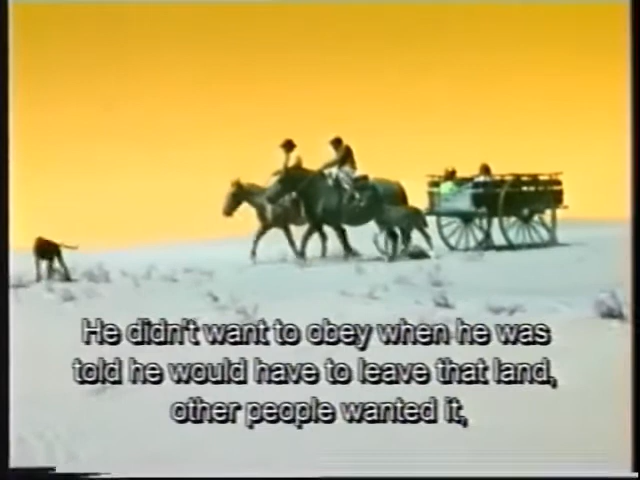 He didn't want to obey when he was
told he would have to leave that land,
other people wanted it,